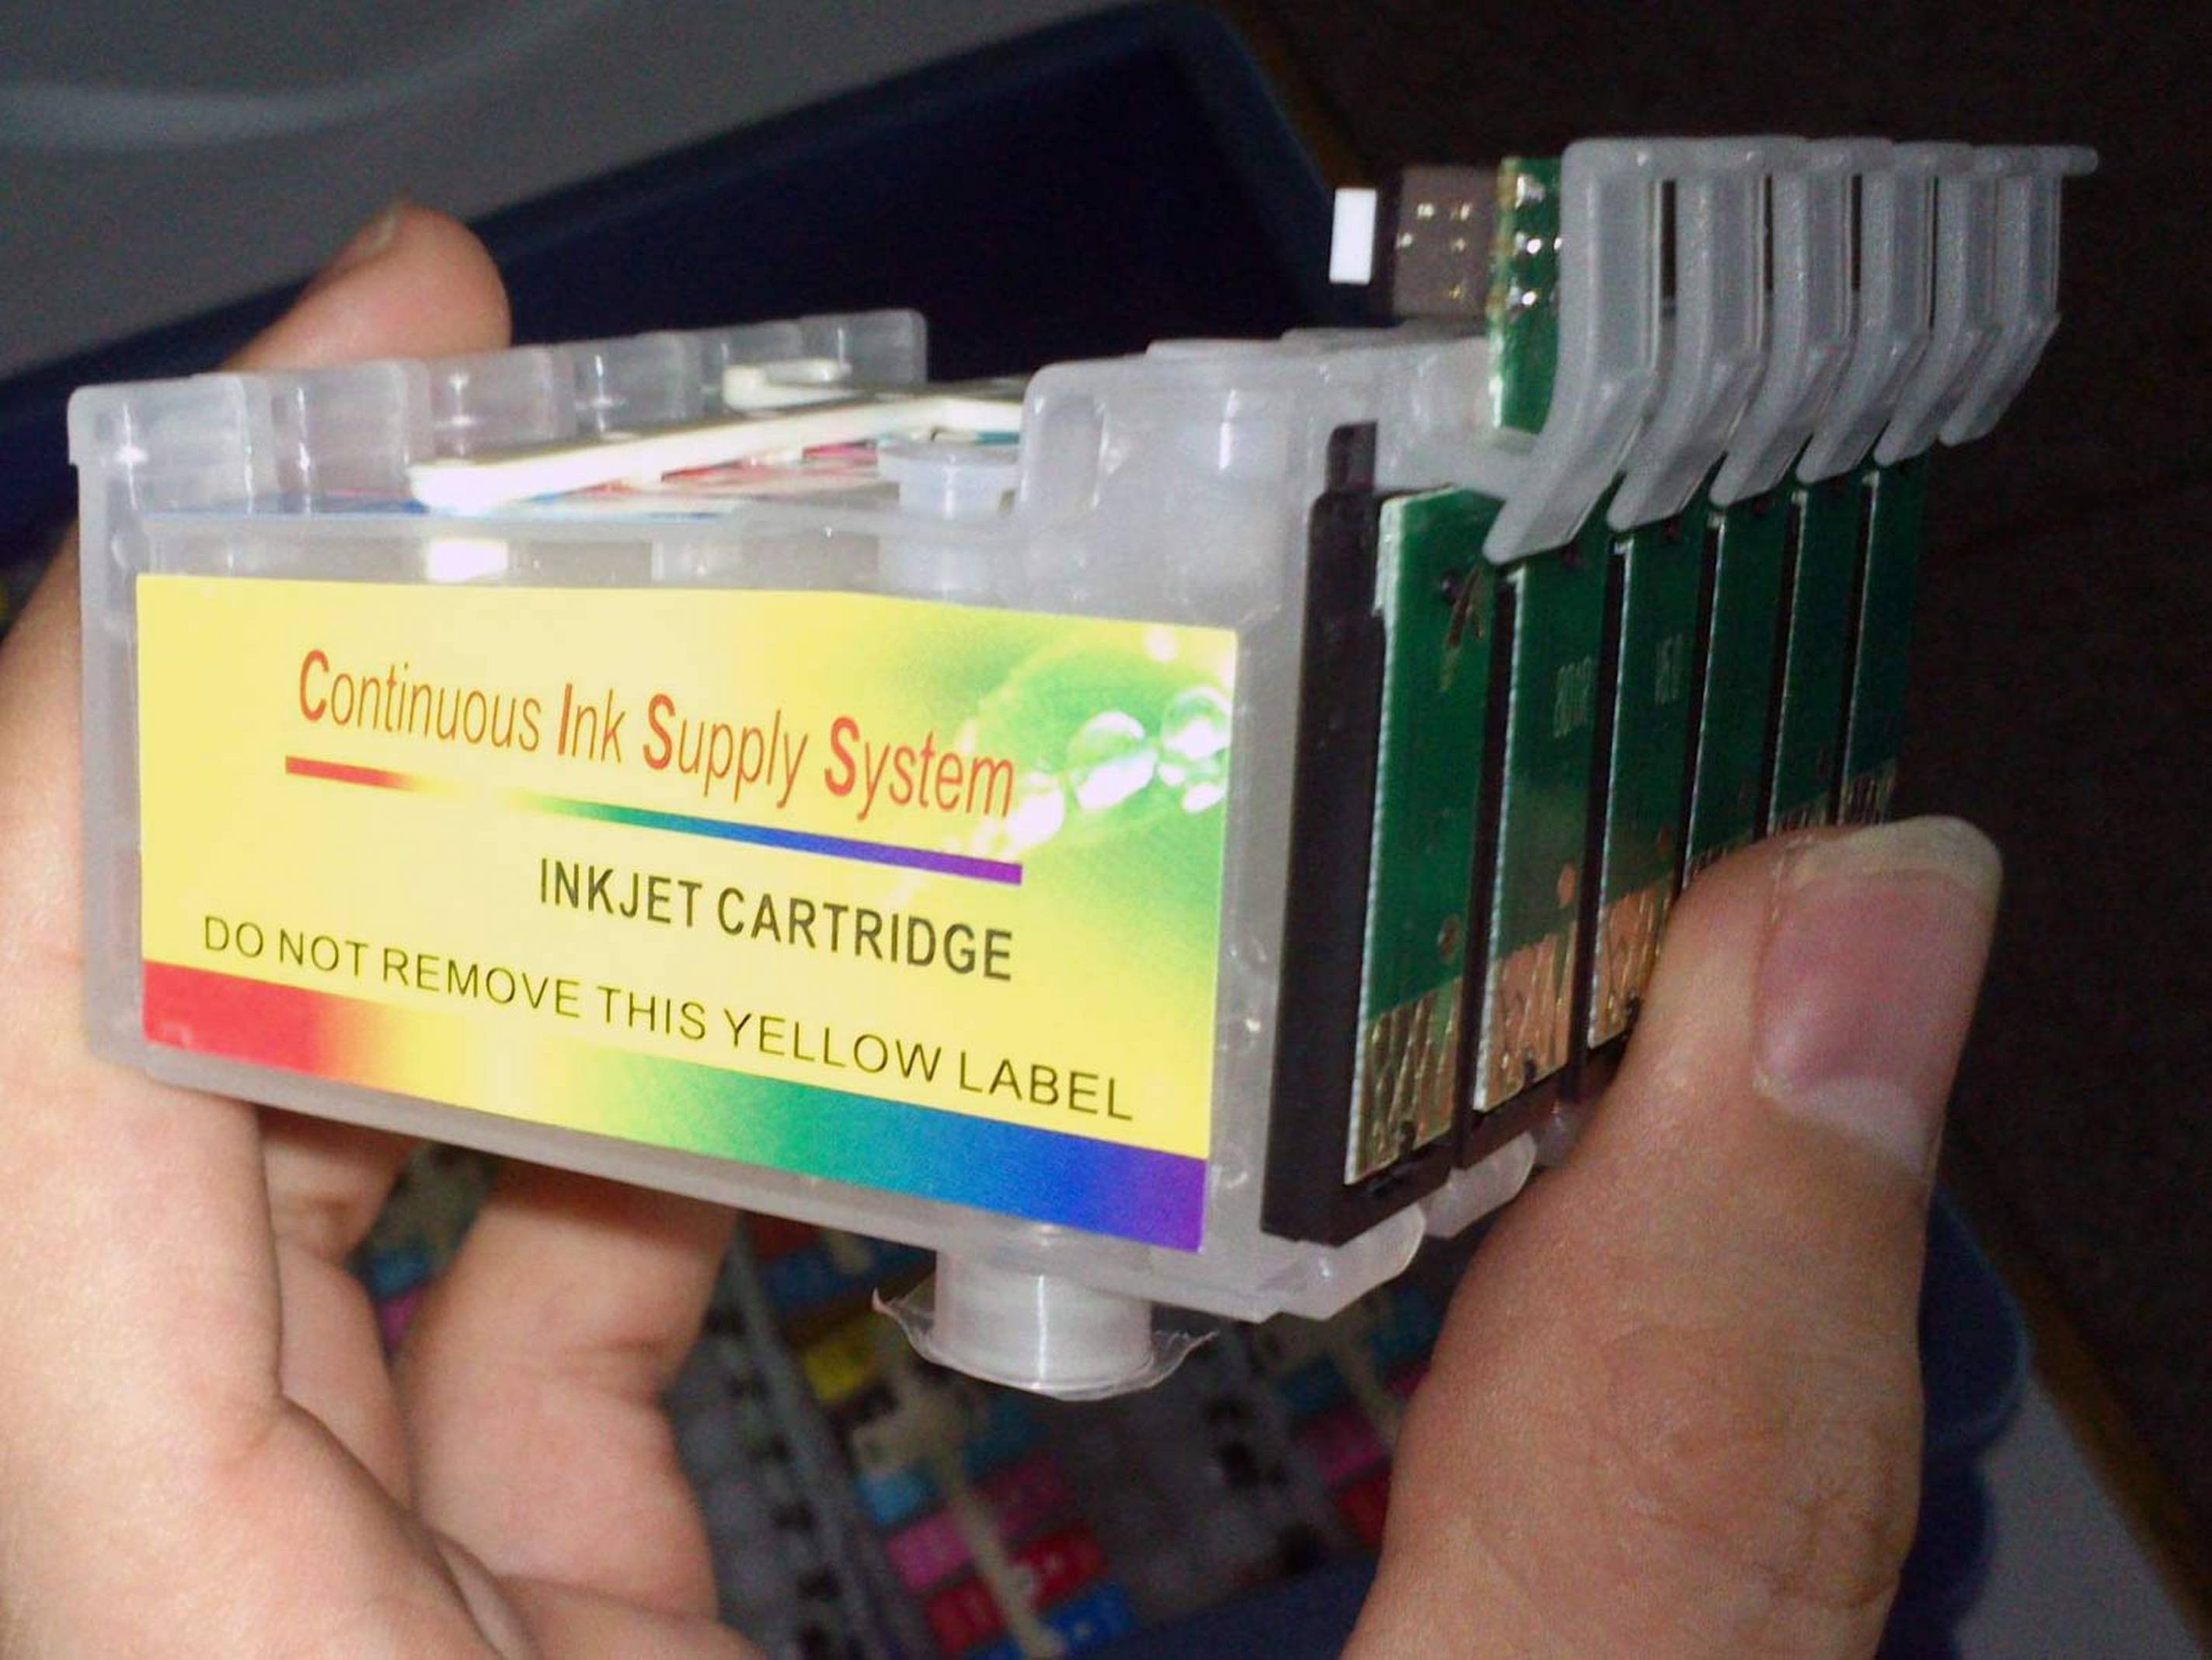 Continuous Ink Supply System
INKJET CARTRIDGE
DO NOT REMOVE THIS YELLOW LABEL